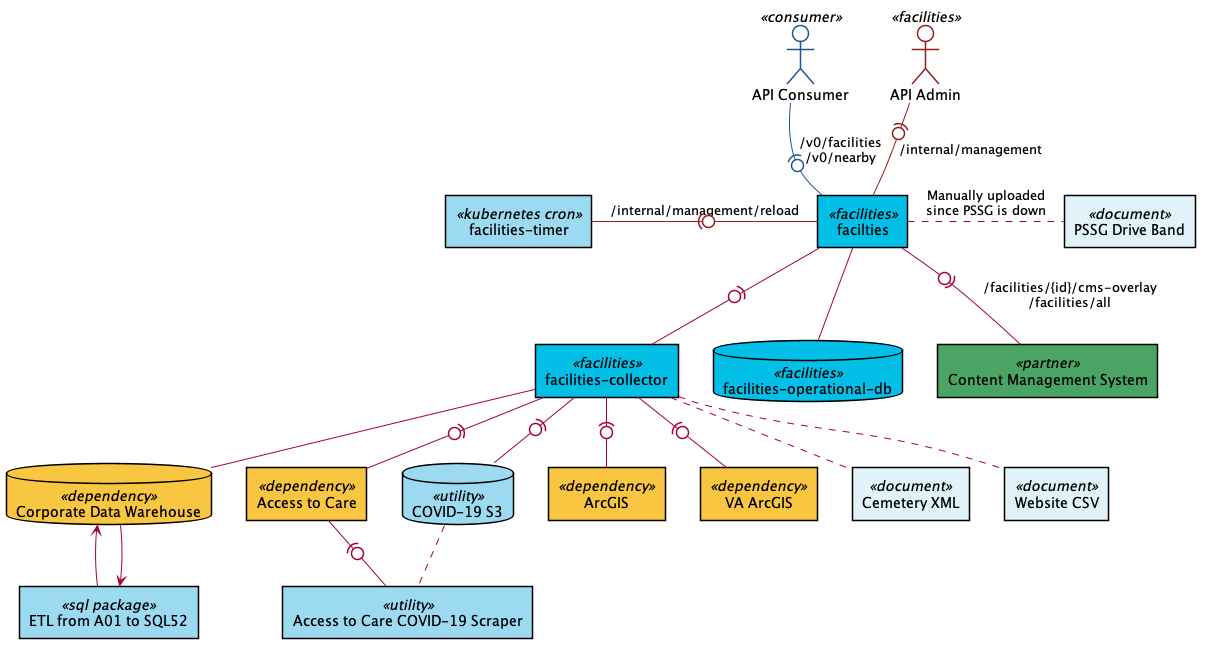 «consumer»
API Consumer
«facilities»
API Admin
/v0/facilities
/v0/nearby
/internal/management
«kubernetes cron»
facilities-timer
/internal/management/reload
«facilities»
facilties
Manually uploaded
since PSSG is down
«document»
PSSG Drive Band
/facilities/{id}/cms-overlay
/facilities/all
«facilities»
facilities-collector
«facilities»
facilities-operational-db
«partner»
Content Management System
«dependency»
Corporate Data Warehouse
«dependency»
Access to Care
«utility»
COVID-19 S3
«dependency»
ArcGIS
«dependency»
VA ArcGIS
«document»
Cemetery XML
«document»
Website CSV
«sql package»
ETL from A01 to SQL52
«utility»
Access to Care COVID-19 Scraper